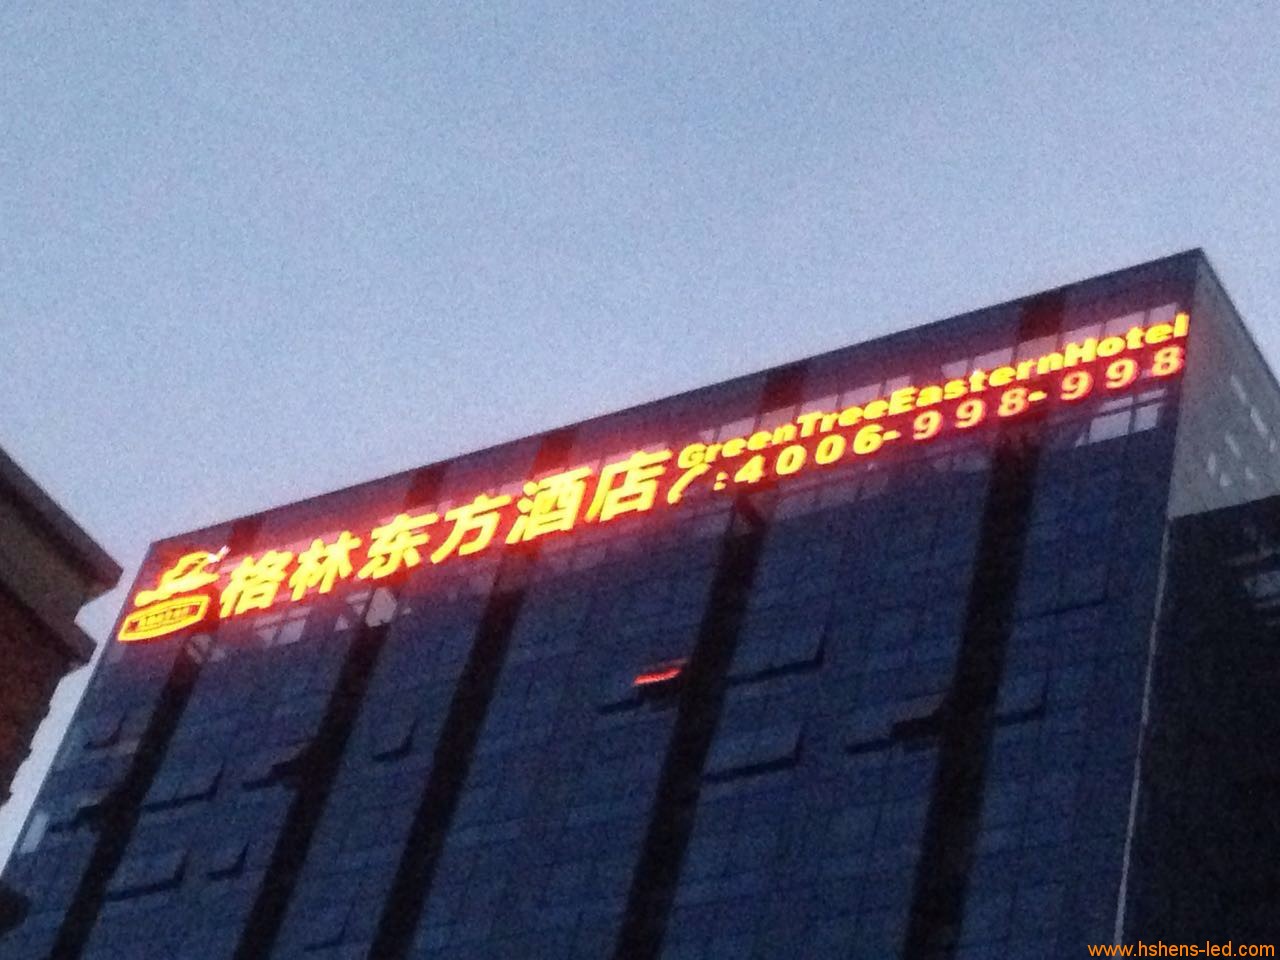 格林东方酒店
GreenTreeEasternHotel
:4006-998-998
www.hshens-led.com